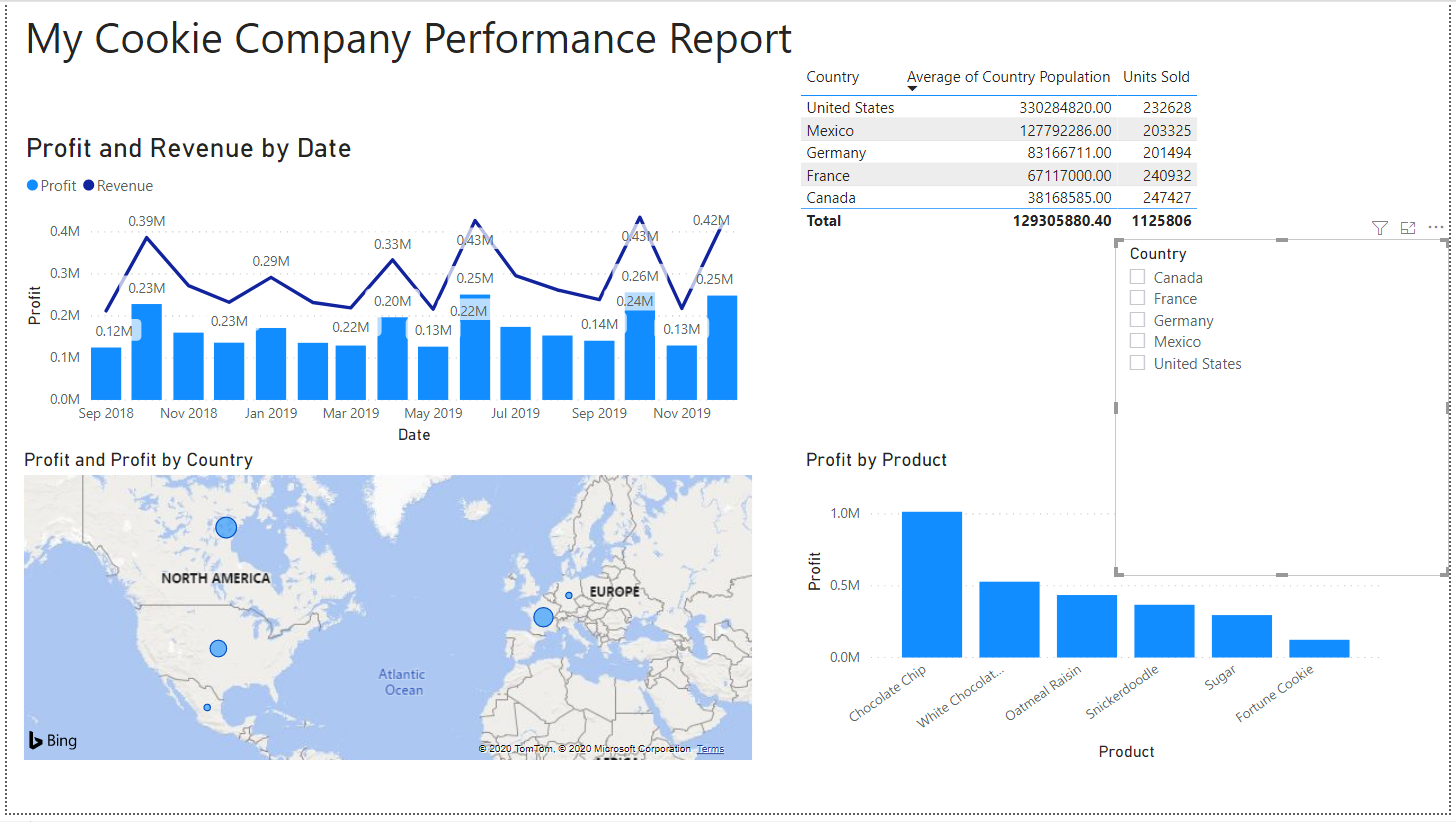 My Cookie Company Performance Report
Country Average of Country Population Units Sold
United States 330284820.00 232628
Mexico 127792286.00 203325
Germany 83166711.00 201494
France 67117000.00 240932
Canada 38168585.00 247427
Total 129305880.40 1125806
Profit and Revenue by Date
Profit Revenue
Profit
0.4M
0.3M
0.2M
0.1M
0.0M
0.39M
0.29M
0.33M
0.43M
0.43M
0.42M
0.23M
0.25M
0.26M
0.25M
0.12M
0.23M
0.22M
0.20M
0.13M
0.22M
0.14M
0.24M
0.13M
Sep 2018 Nov 2018 Jan 2019 Mar 2019 May 2019 Jul 2019 Sep 2019 Nov 2019
Date
Country
Canada
France
Germany
Mexico
United States
Profit and Profit by Country
NORTH AMERICA
EUROPE
Atlantic
Ocean
Bing
© 2020 TomTom, © 2020 Microsoft Corporation Terms
Profit by Product
Profit
1.0M
0.5M
0.0M
Chocolate Chip
White Chocolat...
Oatmeal Raisin
Snickerdoodle
Sugar
Fortune Cookie
Product